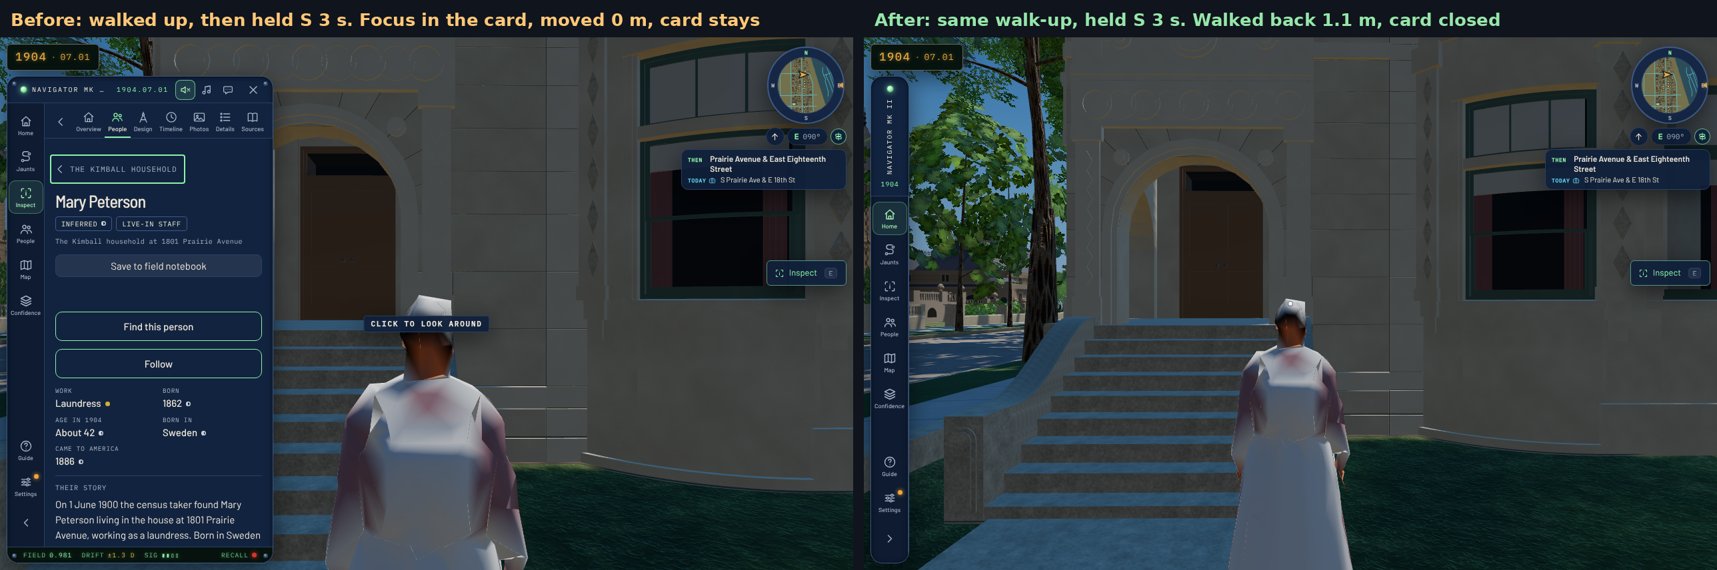 Before: walked up, then held S 3 s. Focus in the card, moved 0 m, card stays
1904 · 07.01
NAVIGATOR MK …
1904.07.01
Home
Jaunts
Inspect
People
Map
Confidence
Guide
Settings
Overview
People
Design
Timeline
Photos
Details
Sources
THE KIMBALL HOUSEHOLD
Mary Peterson
INFERRED
LIVE-IN STAFF
The Kimball household at 1801 Prairie Avenue
Save to field notebook
Find this person
Follow
WORK
Laundress
BORN
1862
AGE IN 1904
About 42
BORN IN
Sweden
CAME TO AMERICA
1886
THEIR STORY
On 1 June 1900 the census taker found Mary
Peterson living in the house at 1801 Prairie
Avenue, working as a laundress. Born in Sweden
FIELD 0.981 DRIFT ±1.3 D SIG
RECALL
CLICK TO LOOK AROUND
N
W
S
E 090°
THEN Prairie Avenue & East Eighteenth
Street
TODAY S Prairie Ave & E 18th St
Inspect E
After: same walk-up, held S 3 s. Walked back 1.1 m, card closed
1904 · 07.01
NAVIGATOR MK II
1904
Home
Jaunts
Inspect
People
Map
Confidence
Guide
Settings
N
W
S
E 090°
THEN Prairie Avenue & East Eighteenth
Street
TODAY S Prairie Ave & E 18th St
Inspect E